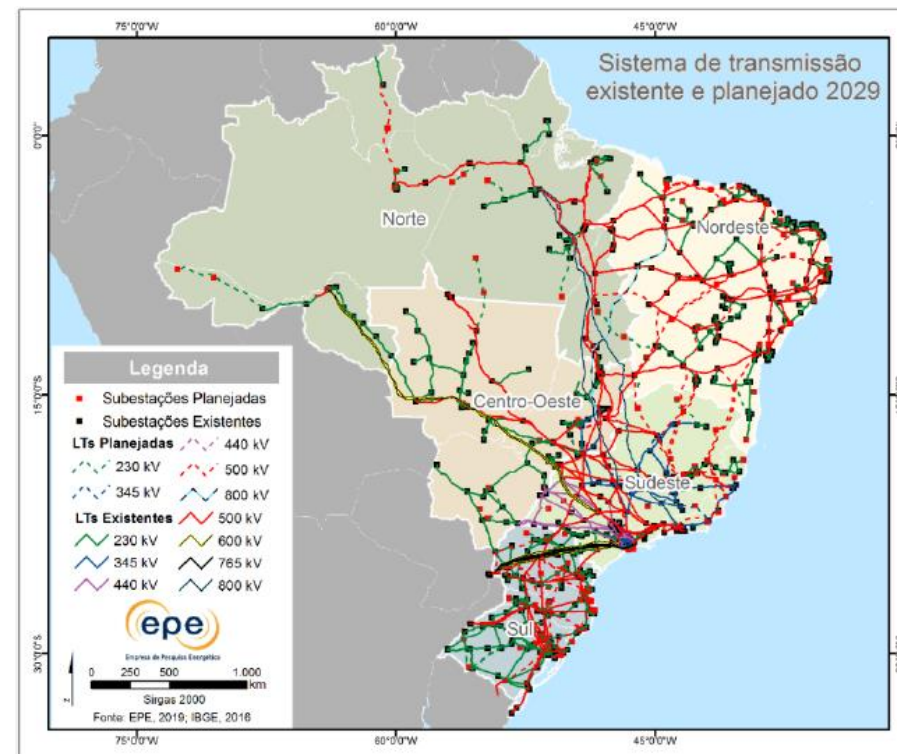 75°0'0"W 60°0'0"W 45°0'0"W
Sistema de transmissão
existente e planejado 2029
0°0'0"
Norte
Nordeste
15°0'0"S
Centro-Oeste
Sudeste
Sul
30°0'0"S
Legenda
Subestações Planejadas
Subestações Existentes
LTs Planejadas
230 kV
345 kV
440 kV
500 kV
800 kV
LTs Existentes
230 kV
345 kV
440 kV
500 kV
600 kV
765 kV
800 kV
epe
Empresa de Pesquisa Energética
0 250 500 1.000
km
Sirgas 2000
Fonte: EPE, 2019; IBGE, 2016
75°0'0"W 60°0'0"W 45°0'0"W